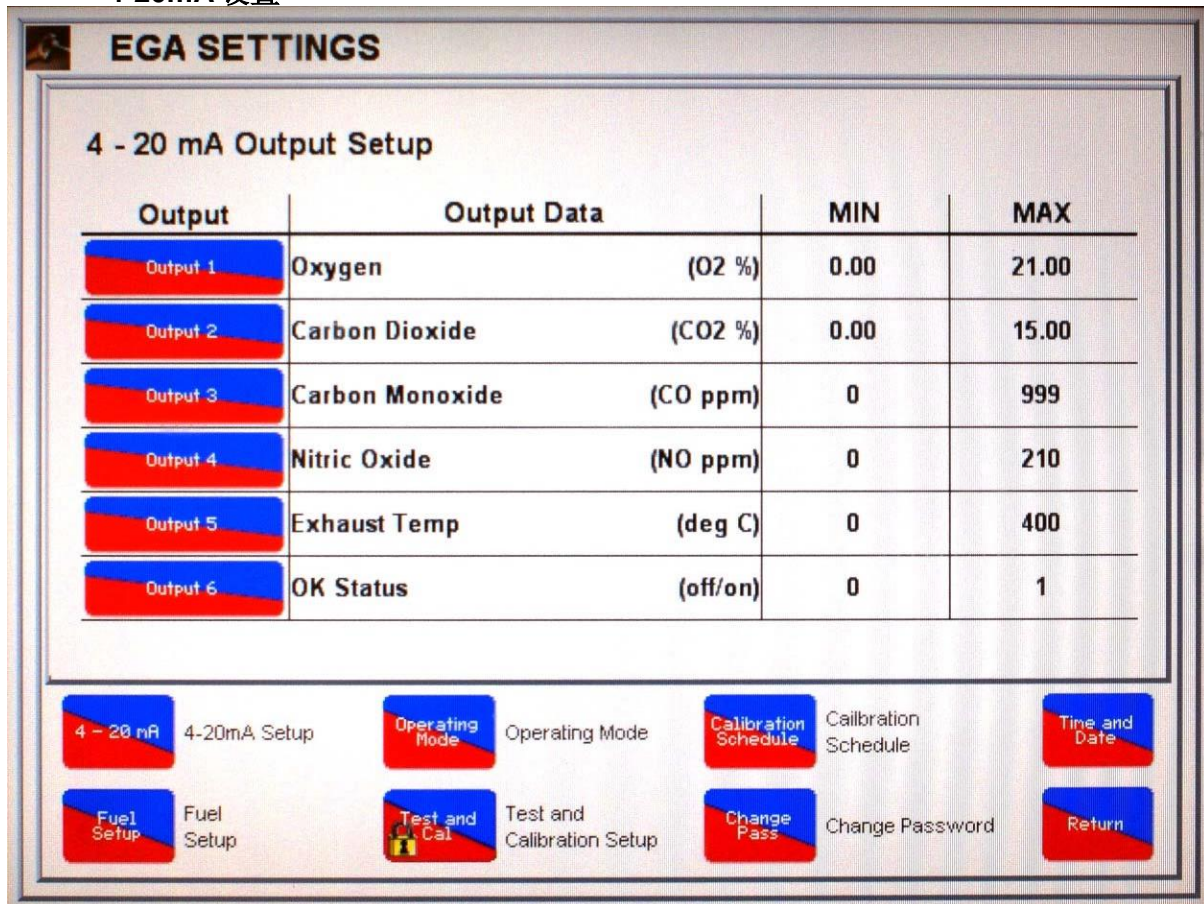 4-20mA 设置
EGA SETTINGS
4 - 20 mA Output Setup
Output Output Data MIN MAX
Output 1 Oxygen (O2 %) 0.00 21.00
Output 2 Carbon Dioxide (CO2 %) 0.00 15.00
Output 3 Carbon Monoxide (CO ppm) 0 999
Output 4 Nitric Oxide (NO ppm) 0 210
Output 5 Exhaust Temp (deg C) 0 400
Output 6 OK Status (off/on) 0 1
4 - 20 mA
4-20mA Setup
Operating
Mode
Operating Mode
Calibration
Schedule
Cailbration
Schedule
Time and
Date
Fuel
Setup
Fuel
Setup
Test and
Cal
Test and
Calibration Setup
Change
Pass
Change Password
Return